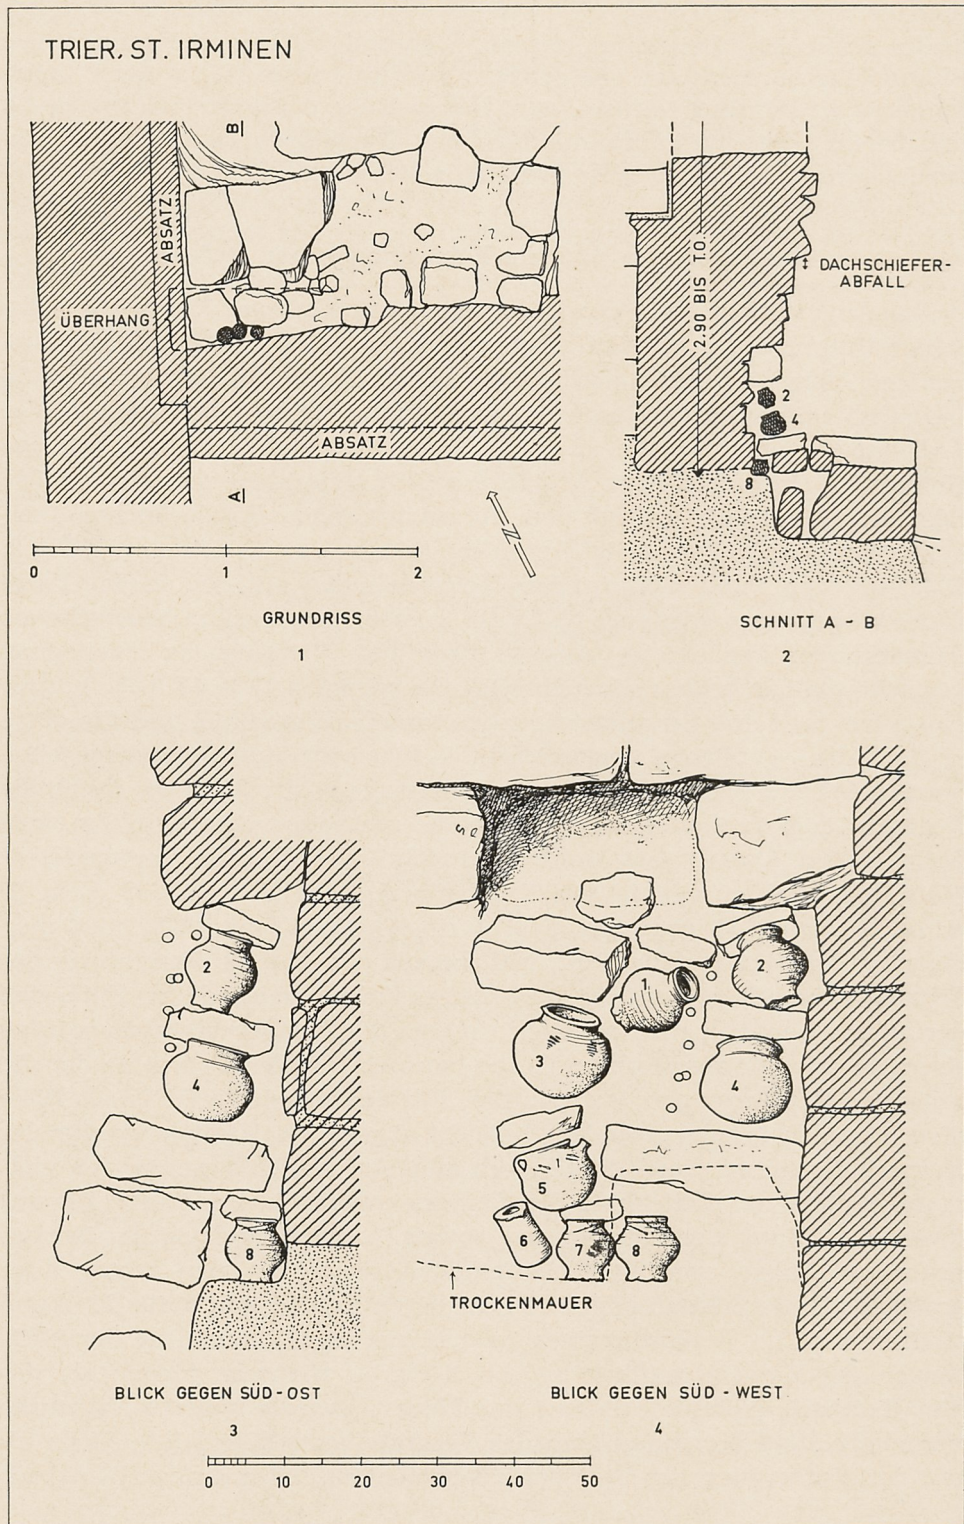 TRIER, ST. IRMINEN
B
ABSATZ
ÜBERHANG
ABSATZ
A
N
0 1 2
GRUNDRISS
1
2.90 BIS T.O.
DACHSCHIEFER-
ABFALL
2
4
8
SCHNITT A - B
2
2
4
8
BLICK GEGEN SÜD-OST
3
1
2
3
4
5
6
7
8
TROCKENMAUER
BLICK GEGEN SÜD - WEST
4
0 10 20 30 40 50